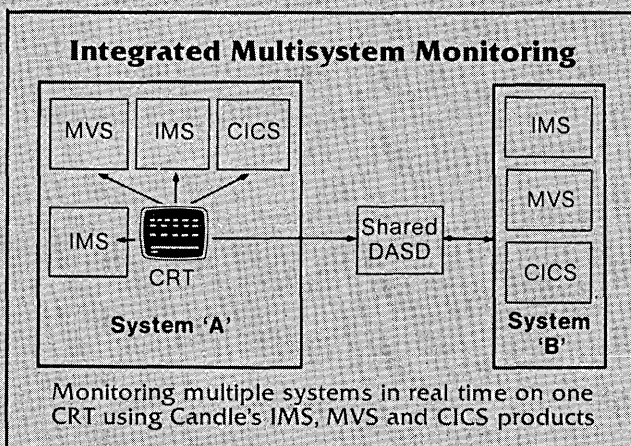 Integrated Multisystem Monitoring
MVS
IMS
CICS
IMS
CRT
System 'A'
Shared
DASD
IMS
MVS
CICS
System
'B'
Monitoring multiple systems in real time on one
CRT using Candle's IMS, MVS and CICS products